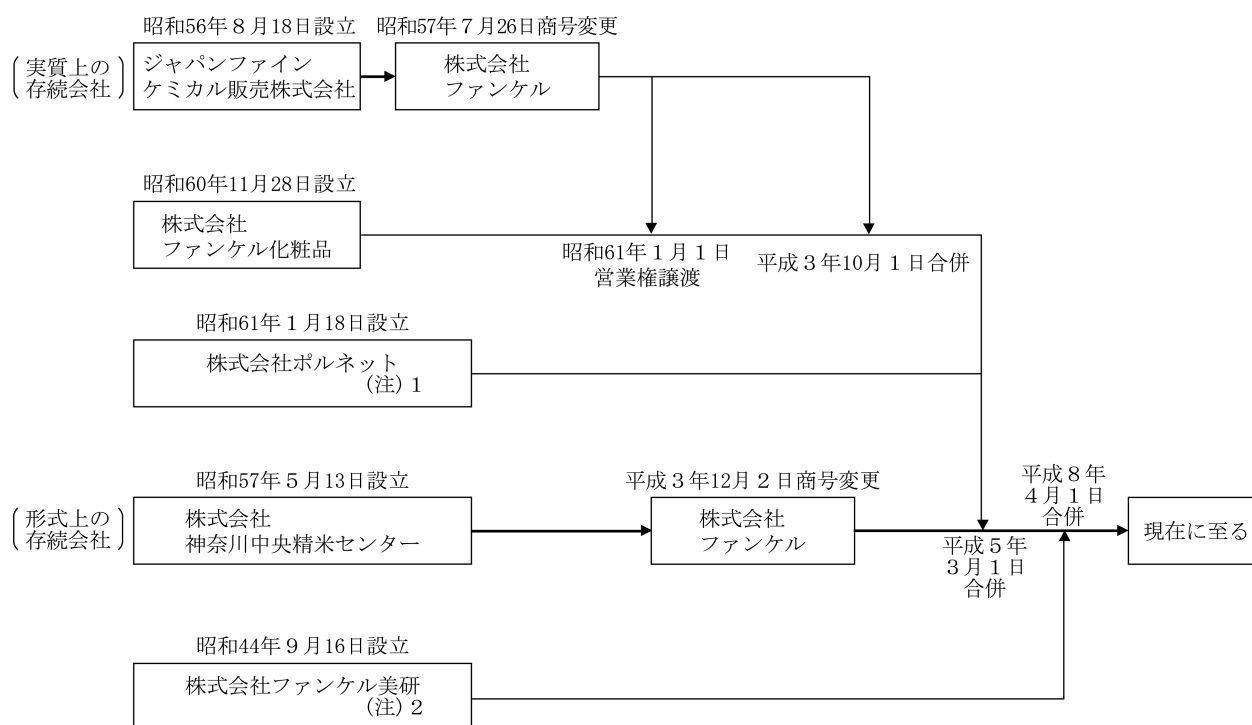 昭和56年８月18日設立
昭和57年７月26日商号変更
実質上の
存続会社
ジャパンファイン
ケミカル販売株式会社
株式会社
ファンケル
昭和60年11月28日設立
株式会社
ファンケル化粧品
昭和61年１月１日
営業権譲渡
平成３年10月１日合併
昭和61年１月18日設立
株式会社ポルネット
(注)１
昭和57年５月13日設立
平成３年12月２日商号変更
平成８年
４月１日
合併
形式上の
存続会社
株式会社
神奈川中央精米センター
株式会社
ファンケル
現在に至る
平成５年
３月１日
合併
昭和44年９月16日設立
株式会社ファンケル美研
(注)２